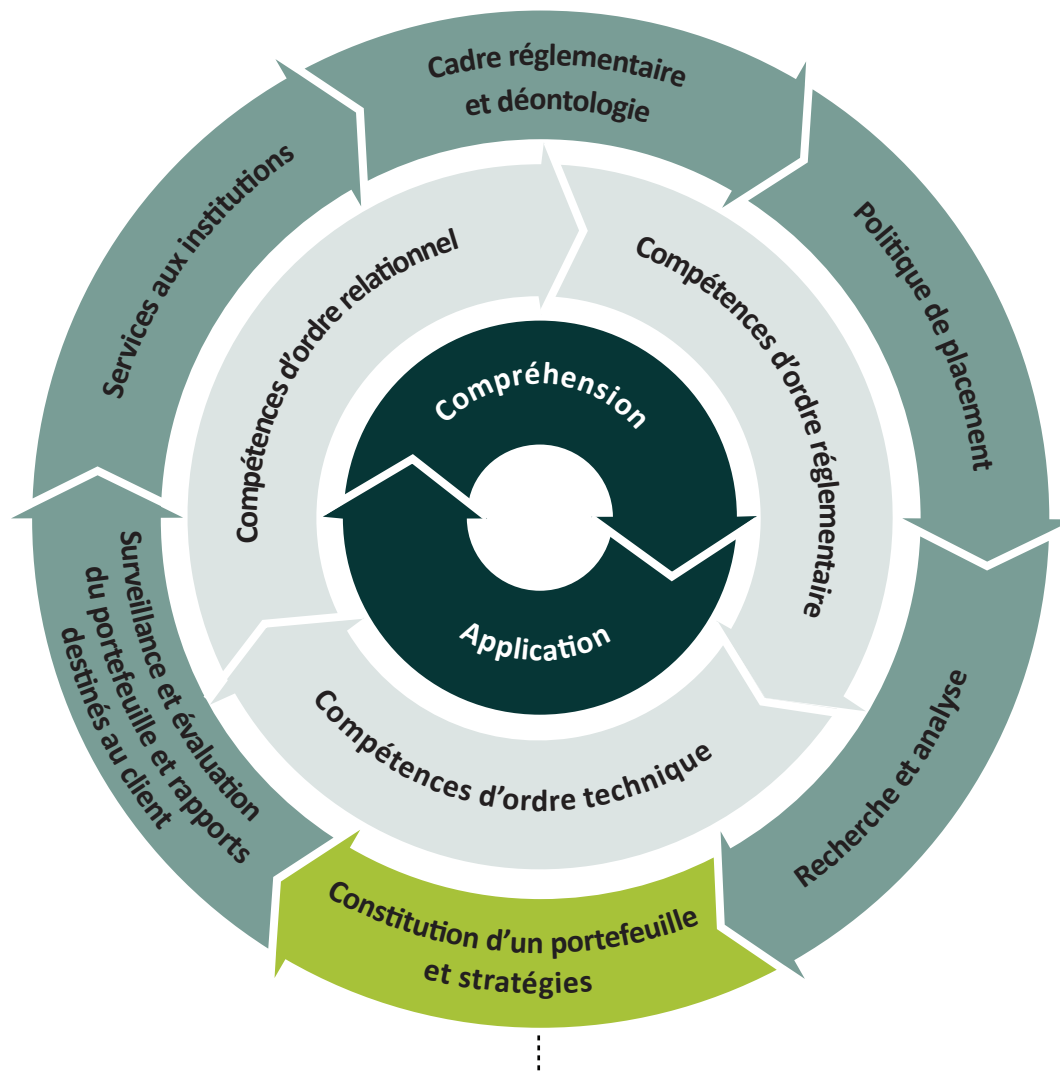 Cadre réglementaire
et déontologie
Politique de placement
Recherche et analyse
Constitution d’un portefeuille
et stratégies
Surveillance et évaluation
du portefeuille et rapports
destinés au client
Services aux institutions
Compétences d’ordre relationnel
Compétences d’ordre réglementaire
Compétences d’ordre technique
Compréhension
Application